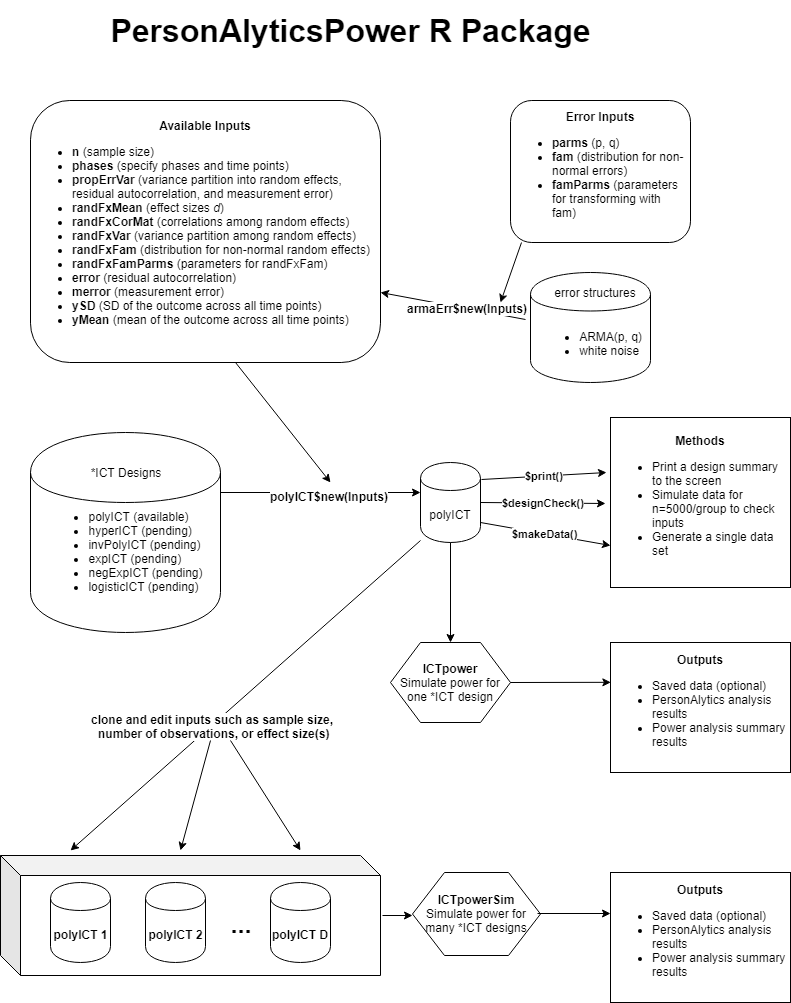 PersonAlyticsPower R Package
Available Inputs
n (sample size)
phases (specify phases and time points)
propErrVar (variance partition into random effects,
residual autocorrelation, and measurement error)
randFxMean (effect sizes d)
randFxCorMat (correlations among random effects)
randFxVar (variance partition among random effects)
randFxFam (distribution for non-normal random effects)
randFxFamParms (parameters for randFxFam)
error (residual autocorrelation)
merror (measurement error)
ySD (SD of the outcome across all time points)
yMean (mean of the outcome across all time points)
Error Inputs
parms (p, q)
fam (distribution for non-
normal errors)
famParms (parameters
for transforming with
fam)
armaErr$new(Inputs)
error structures
ARMA(p, q)
white noise
*ICT Designs
polyICT (available)
hyperICT (pending)
invPolyICT (pending)
expICT (pending)
negExpICT (pending)
logisticICT (pending)
polyICT$new(Inputs)
polyICT
$print()
$designCheck()
$makeData()
Methods
Print a design summary
to the screen
Simulate data for
n=5000/group to check
inputs
Generate a single data
set
ICTpower
Simulate power for
one *ICT design
Outputs
Saved data (optional)
PersonAlytics analysis
results
Power analysis summary
results
clone and edit inputs such as sample size,
number of observations, or effect size(s)
polyICT 1
polyICT 2
...
polyICT D
ICTpowerSim
Simulate power for
many *ICT designs
Outputs
Saved data (optional)
PersonAlytics analysis
results
Power analysis summary
results